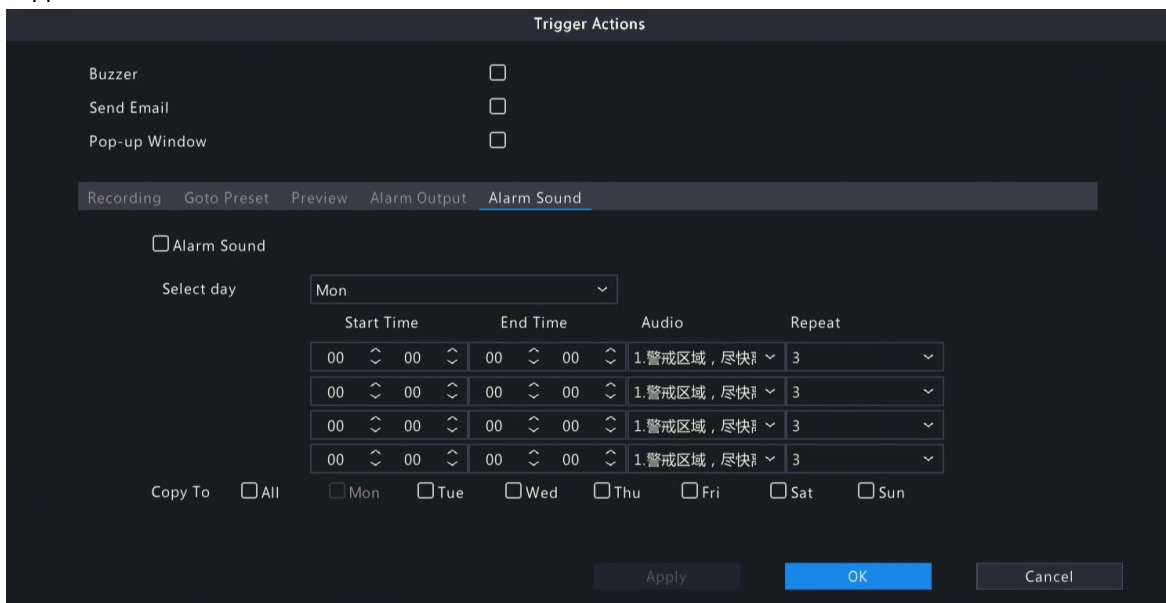 Trigger Actions
Buzzer
Send Email
Pop-up Window
Recording Goto Preset Preview Alarm Output Alarm Sound
Alarm Sound
Select day Mon
Start Time End Time Audio Repeat
00 00 00 00 1.警戒区域，尽快 3
00 00 00 00 1.警戒区域，尽快 3
00 00 00 00 1.警戒区域，尽快 3
00 00 00 00 1.警戒区域，尽快 3
Copy To All Mon Tue Wed Thu Fri Sat Sun
Apply OK Cancel